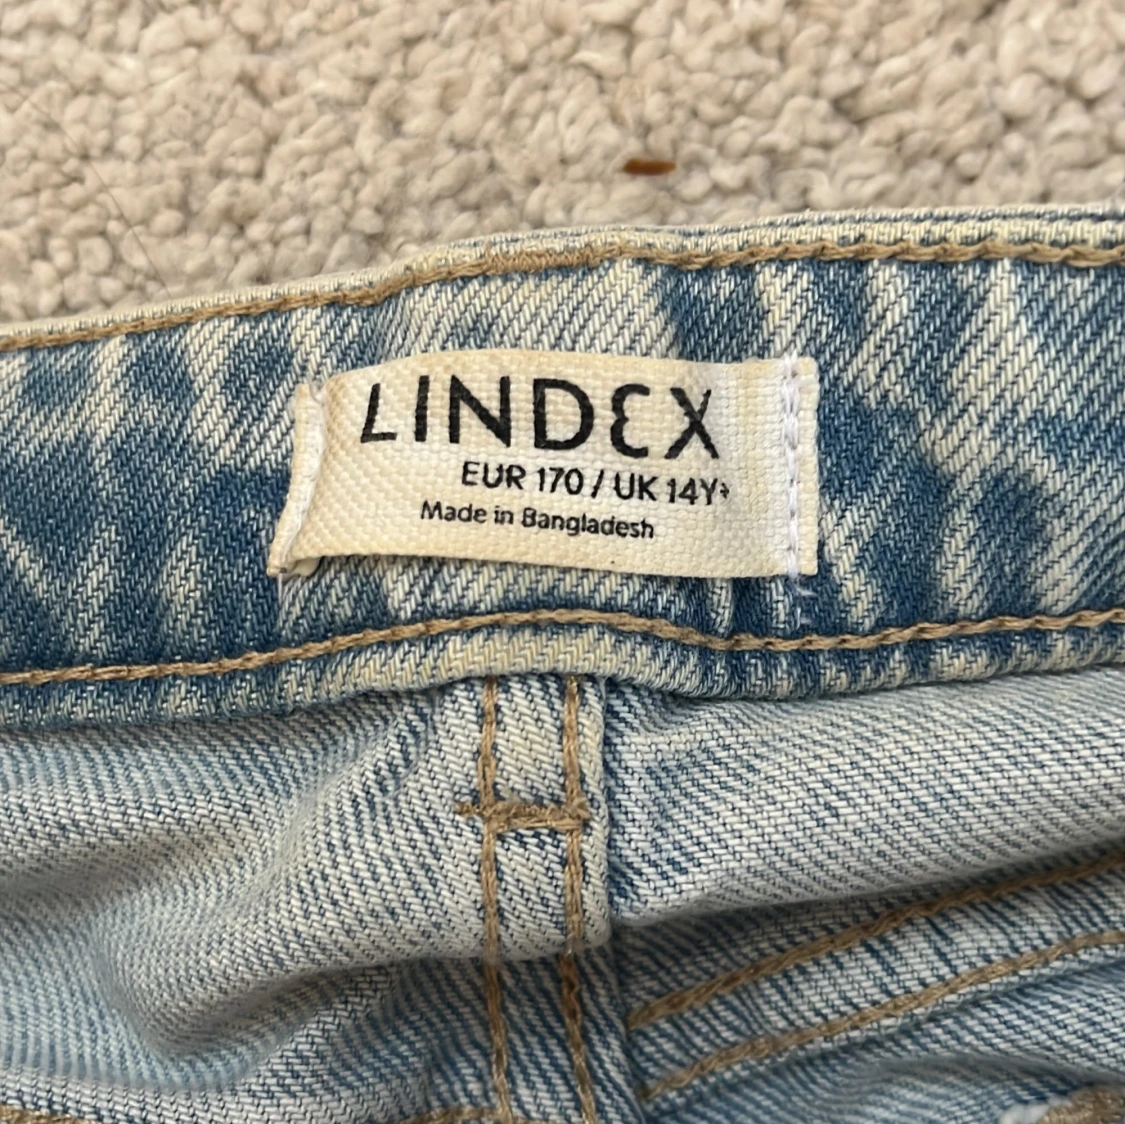 LINDEX
EUR 170 / UK 14Y+
Made in Bangladesh